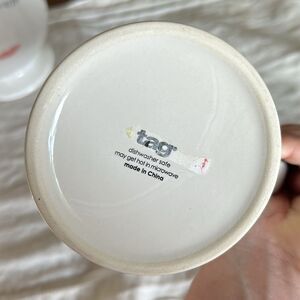 tag
dishwasher safe
may get hot in microwave
made in China